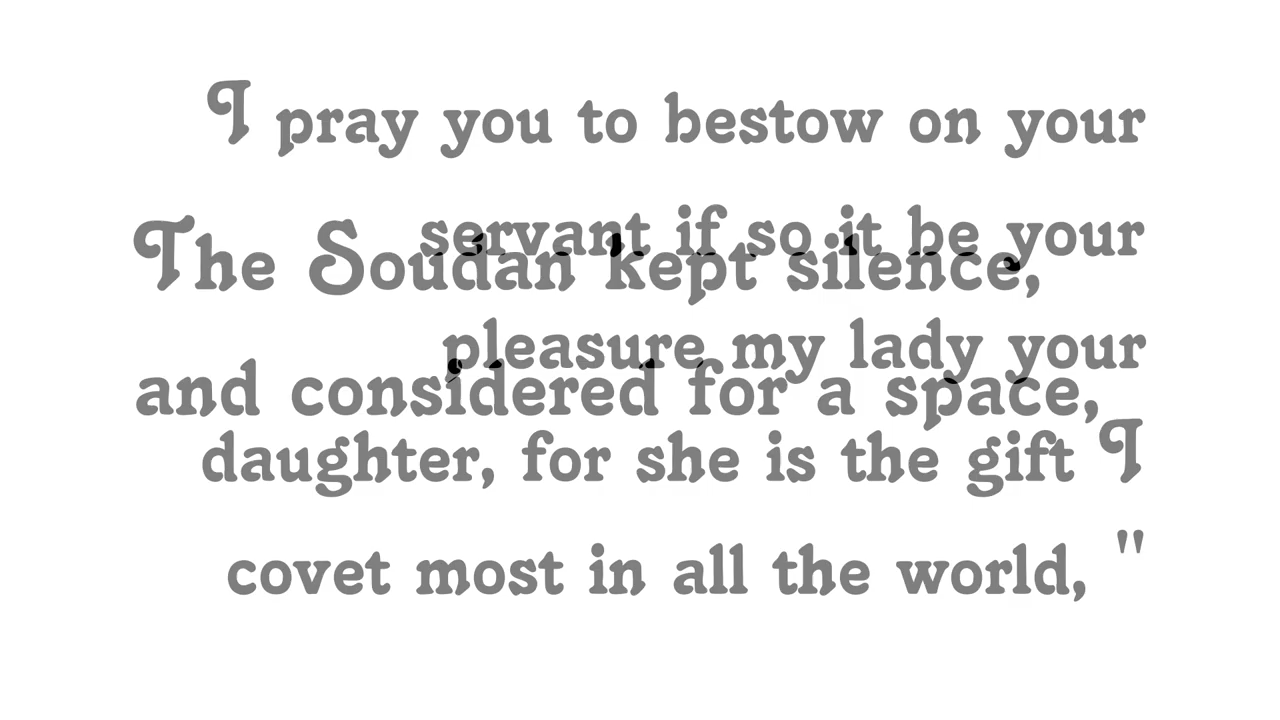 I pray you to bestow on your
servant if so it be your
pleasure my lady your
daughter, for she is the gift I
covet most in all the world, "
The Soudan kept silence,
and considered for a space,